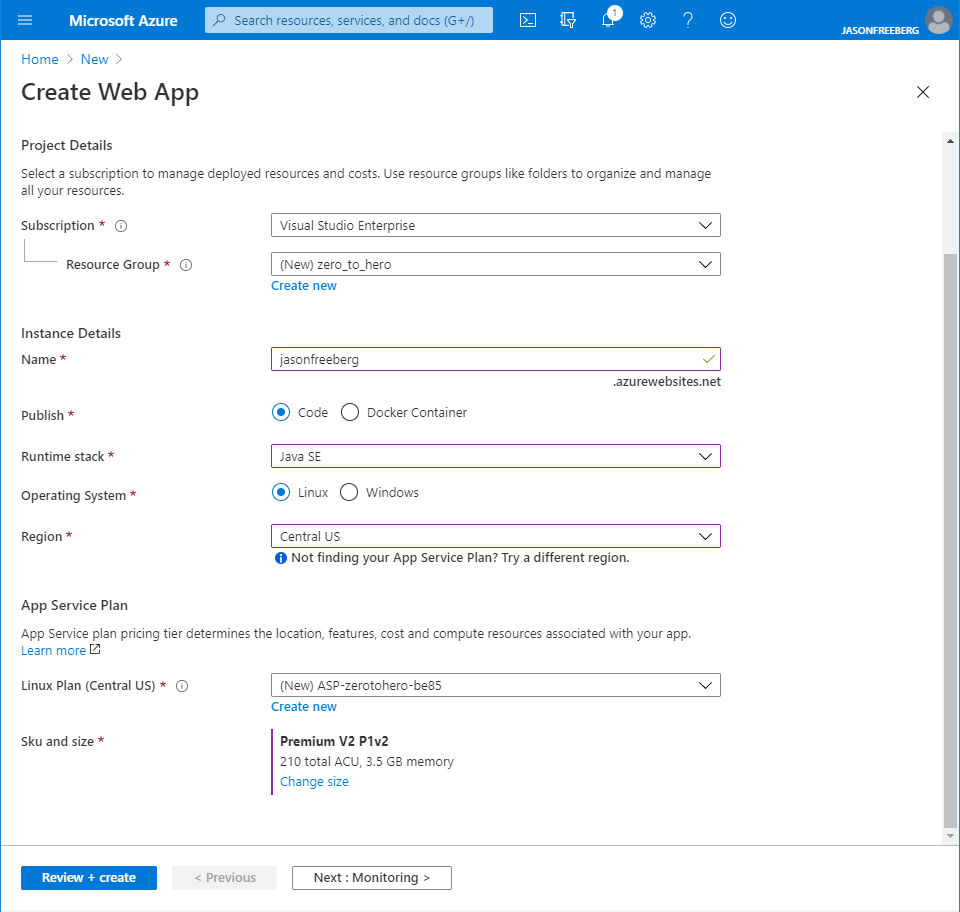 Microsoft Azure
Search resources, services, and docs (G+/)
1
JASONFREEBERG
Home > New >
Create Web App
Project Details
Select a subscription to manage deployed resources and costs. Use resource groups like folders to organize and manage
all your resources.
Subscription *
Visual Studio Enterprise
Resource Group *
(New) zero_to_hero
Create new
Instance Details
Name *
jasonfreeberg
.azurewebsites.net
Publish *
Code
Docker Container
Runtime stack *
Java SE
Operating System *
Linux
Windows
Region *
Central US
Not finding your App Service Plan? Try a different region.
App Service Plan
App Service plan pricing tier determines the location, features, cost and compute resources associated with your app.
Learn more
Linux Plan (Central US) *
(New) ASP-zerotohero-be85
Create new
Sku and size *
Premium V2 P1v2
210 total ACU, 3.5 GB memory
Change size
Review + create
< Previous
Next : Monitoring >